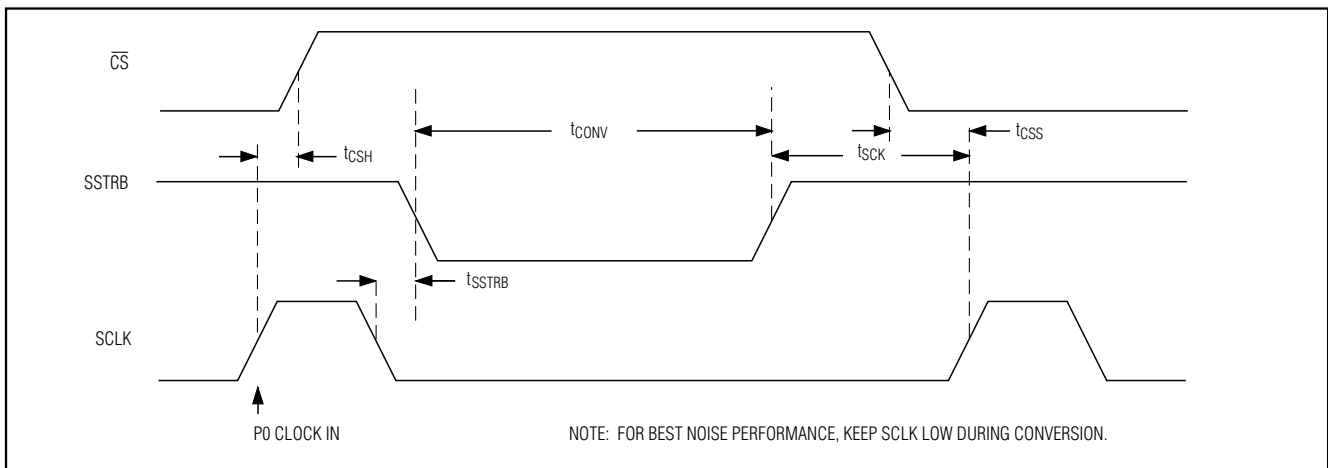 CS
tCONV
tCSS
tCSH
tSCK
SSTRB
tSSTRB
SCLK
P0 CLOCK IN
NOTE: FOR BEST NOISE PERFORMANCE, KEEP SCLK LOW DURING CONVERSION.